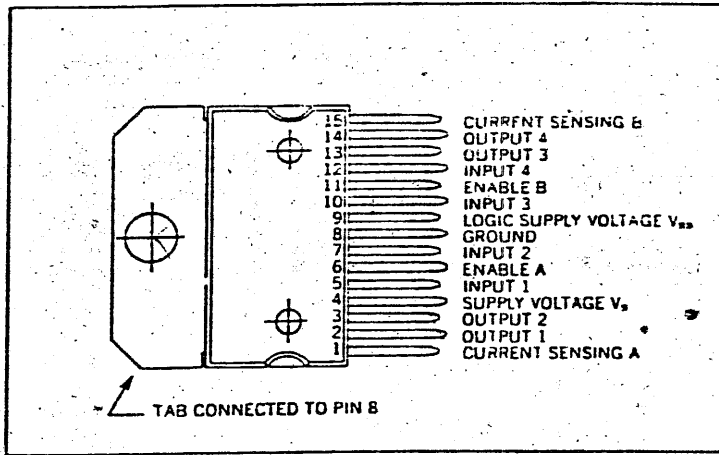 15 CURRENT SENSING B
14 OUTPUT 4
13 OUTPUT 3
12 INPUT 4
11 ENABLE B
10 INPUT 3
9 LOGIC SUPPLY VOLTAGE Vss
8 GROUND
7 INPUT 2
6 ENABLE A
5 INPUT 1
4 SUPPLY VOLTAGE Vs
3 OUTPUT 2
2 OUTPUT 1
1 CURRENT SENSING A
TAB CONNECTED TO PIN 8